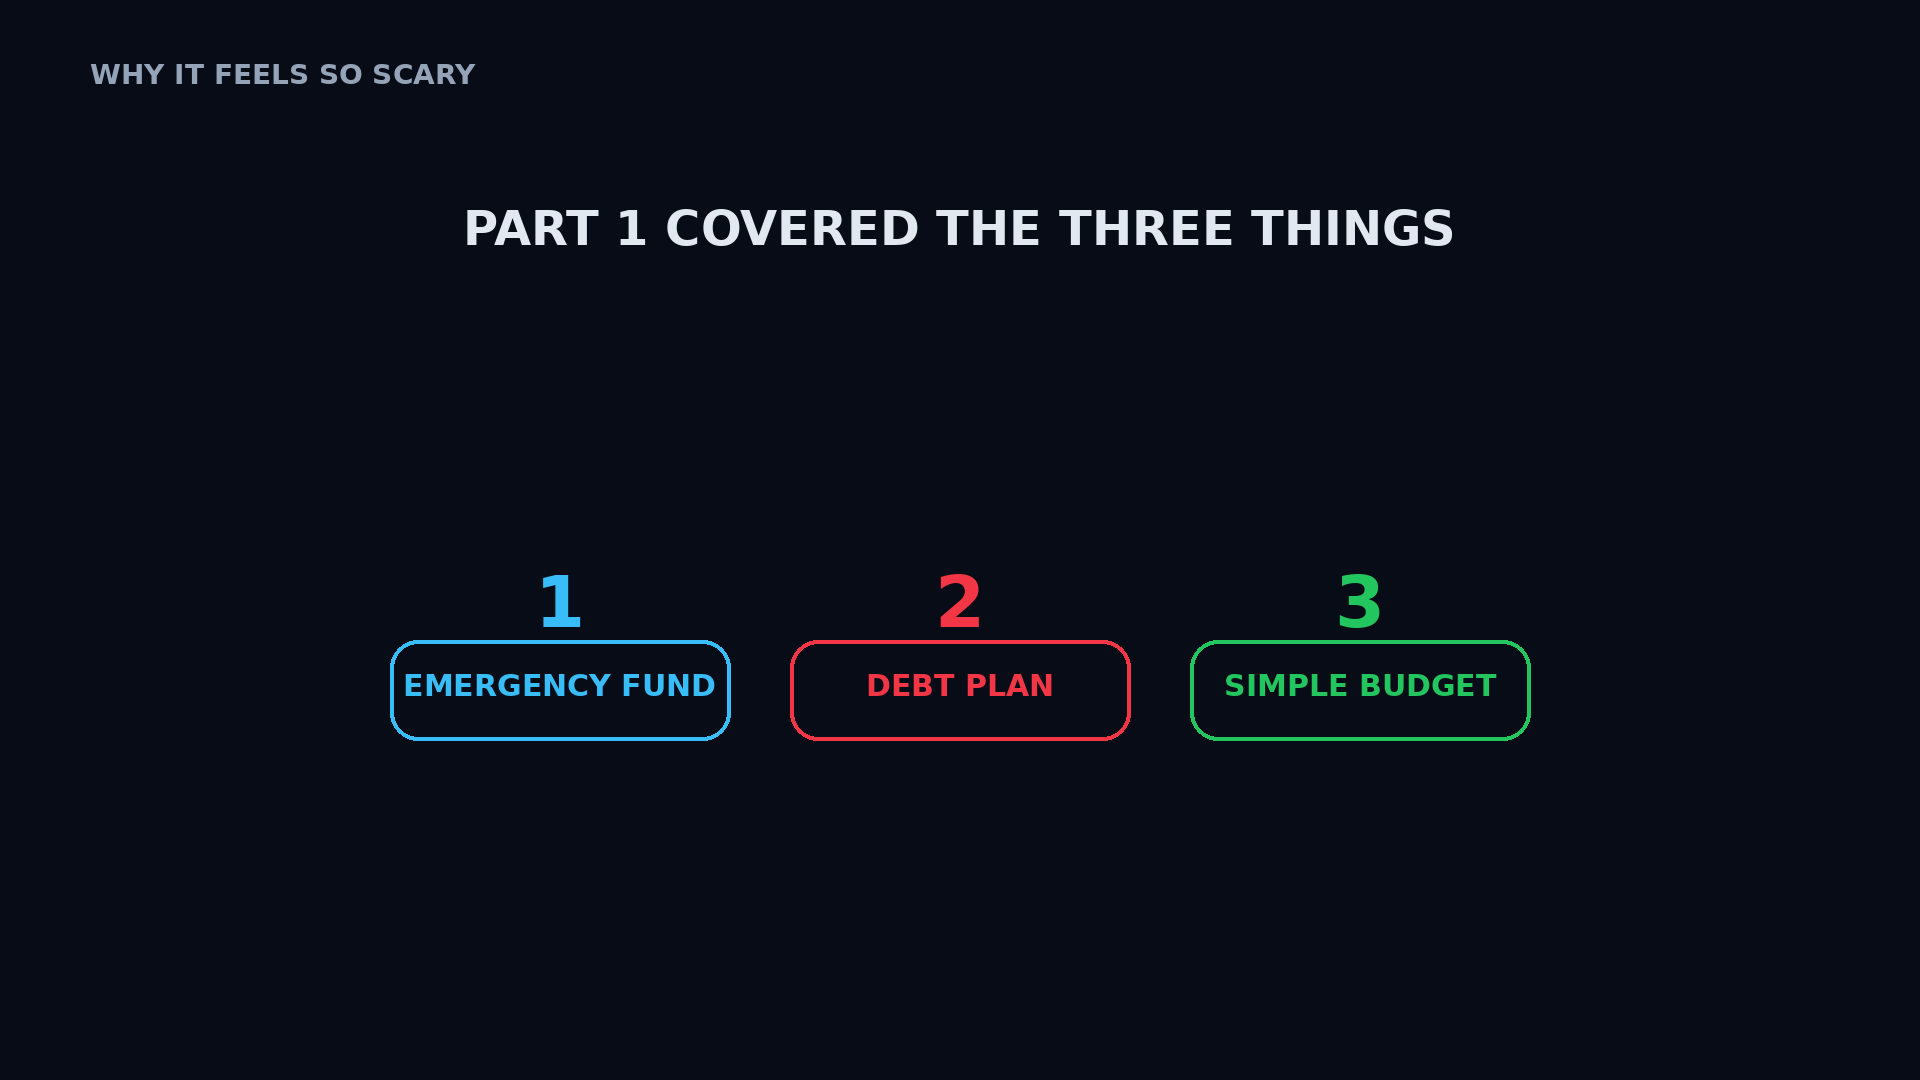 WHY IT FEELS SO SCARY
PART 1 COVERED THE THREE THINGS
1
EMERGENCY FUND
2
DEBT PLAN
3
SIMPLE BUDGET